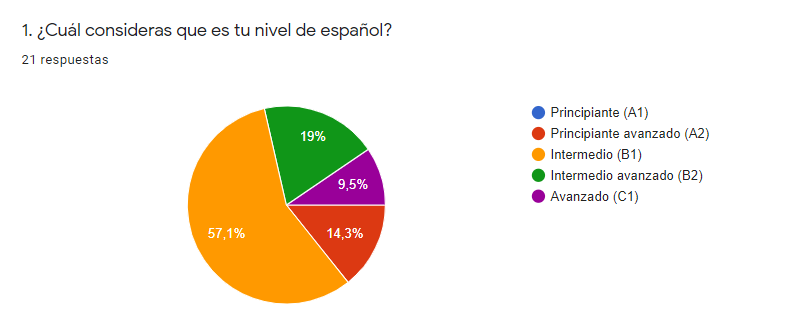 1. ¿Cuál consideras que es tu nivel de español?
21 respuestas
19%
9,5%
57,1%
14,3%
Principiante (A1)
Principiante avanzado (A2)
Intermedio (B1)
Intermedio avanzado (B2)
Avanzado (C1)